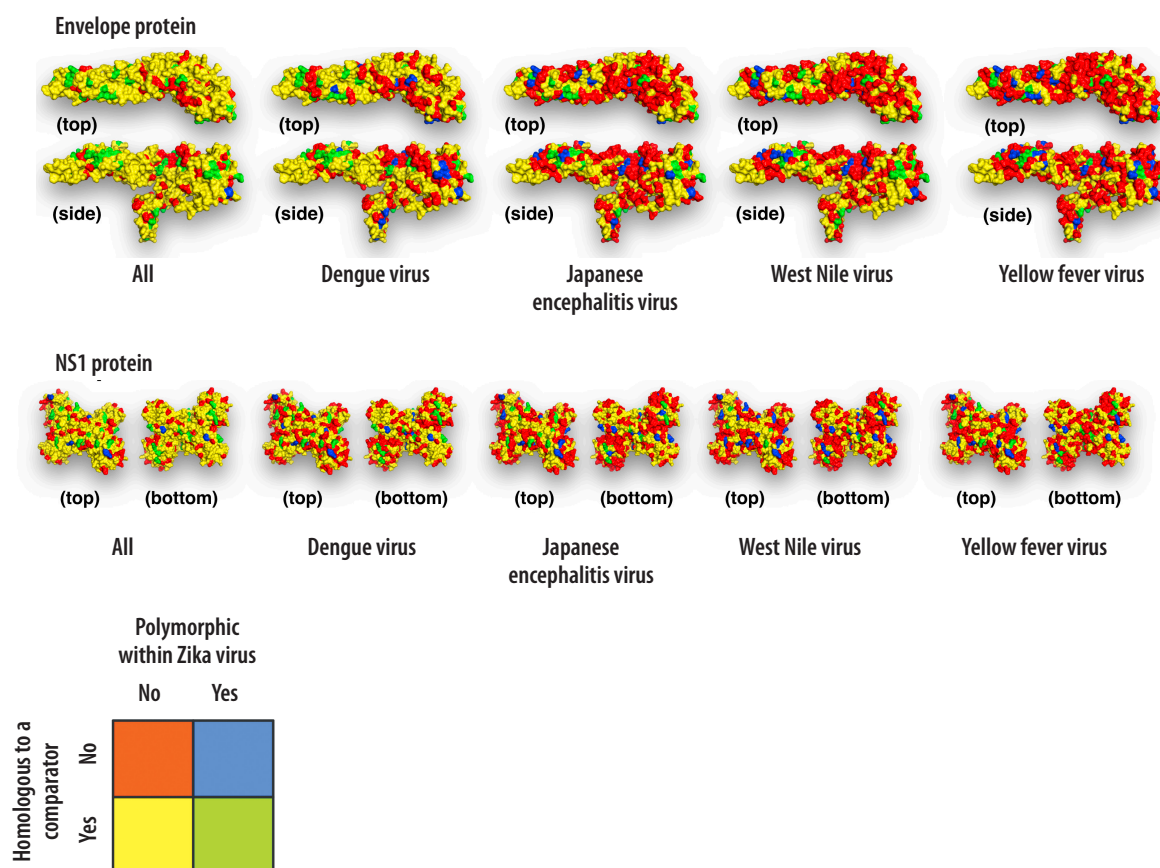 Envelope protein
(top) (top) (top) (top) (top)
(side) (side) (side) (side) (side)
All Dengue virus Japanese West Nile virus Yellow fever virus
encephalitis virus
NS1 protein
(top) (bottom) (top) (bottom) (top) (bottom) (top) (bottom) (top) (bottom)
All Dengue virus Japanese West Nile virus Yellow fever virus
encephalitis virus
Polymorphic
within Zika virus
No Yes
Homologous to a
comparator
No
Yes